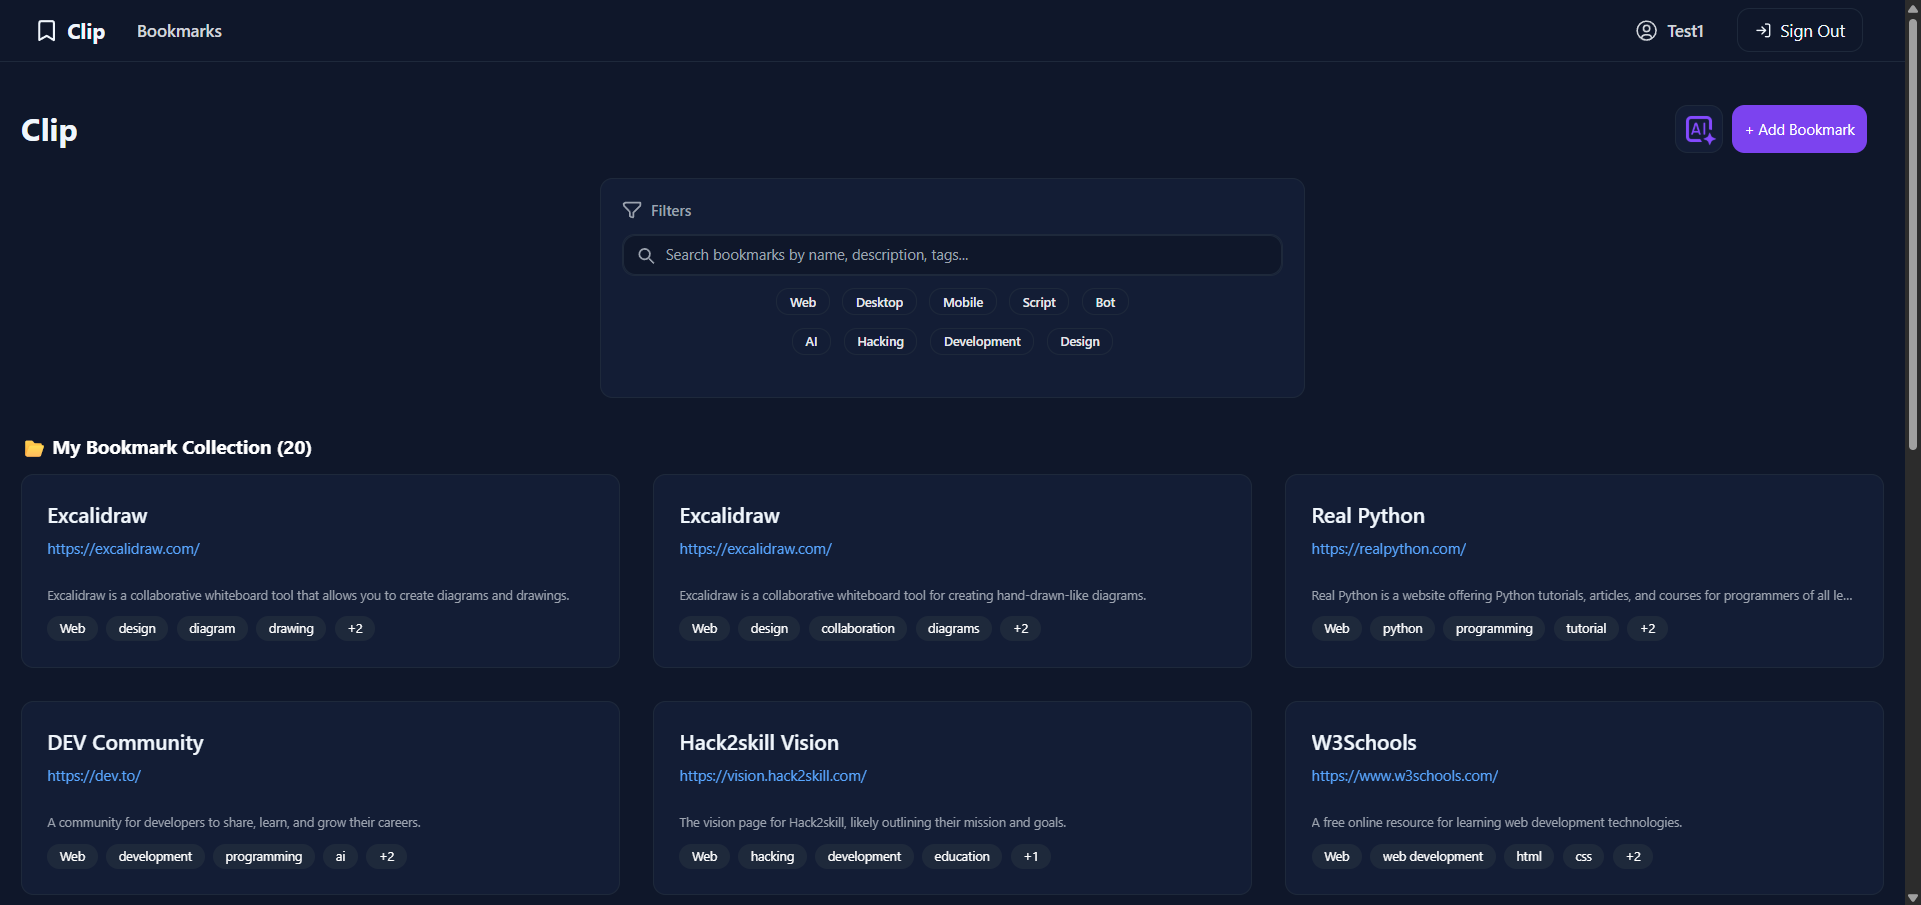 Clip Bookmarks Test1 Sign Out
Clip
AI + Add Bookmark
Filters
Search bookmarks by name, description, tags...
Web Desktop Mobile Script Bot
AI Hacking Development Design
My Bookmark Collection (20)
Excalidraw
https://excalidraw.com/
Excalidraw is a collaborative whiteboard tool that allows you to create diagrams and drawings.
Web design diagram drawing +2
Excalidraw
https://excalidraw.com/
Excalidraw is a collaborative whiteboard tool for creating hand-drawn-like diagrams.
Web design collaboration diagrams +2
Real Python
https://realpython.com/
Real Python is a website offering Python tutorials, articles, and courses for programmers of all le...
Web python programming tutorial +2
DEV Community
https://dev.to/
A community for developers to share, learn, and grow their careers.
Web development programming ai +2
Hack2skill Vision
https://vision.hack2skill.com/
The vision page for Hack2skill, likely outlining their mission and goals.
Web hacking development education +1
W3Schools
https://www.w3schools.com/
A free online resource for learning web development technologies.
Web web development html css +2